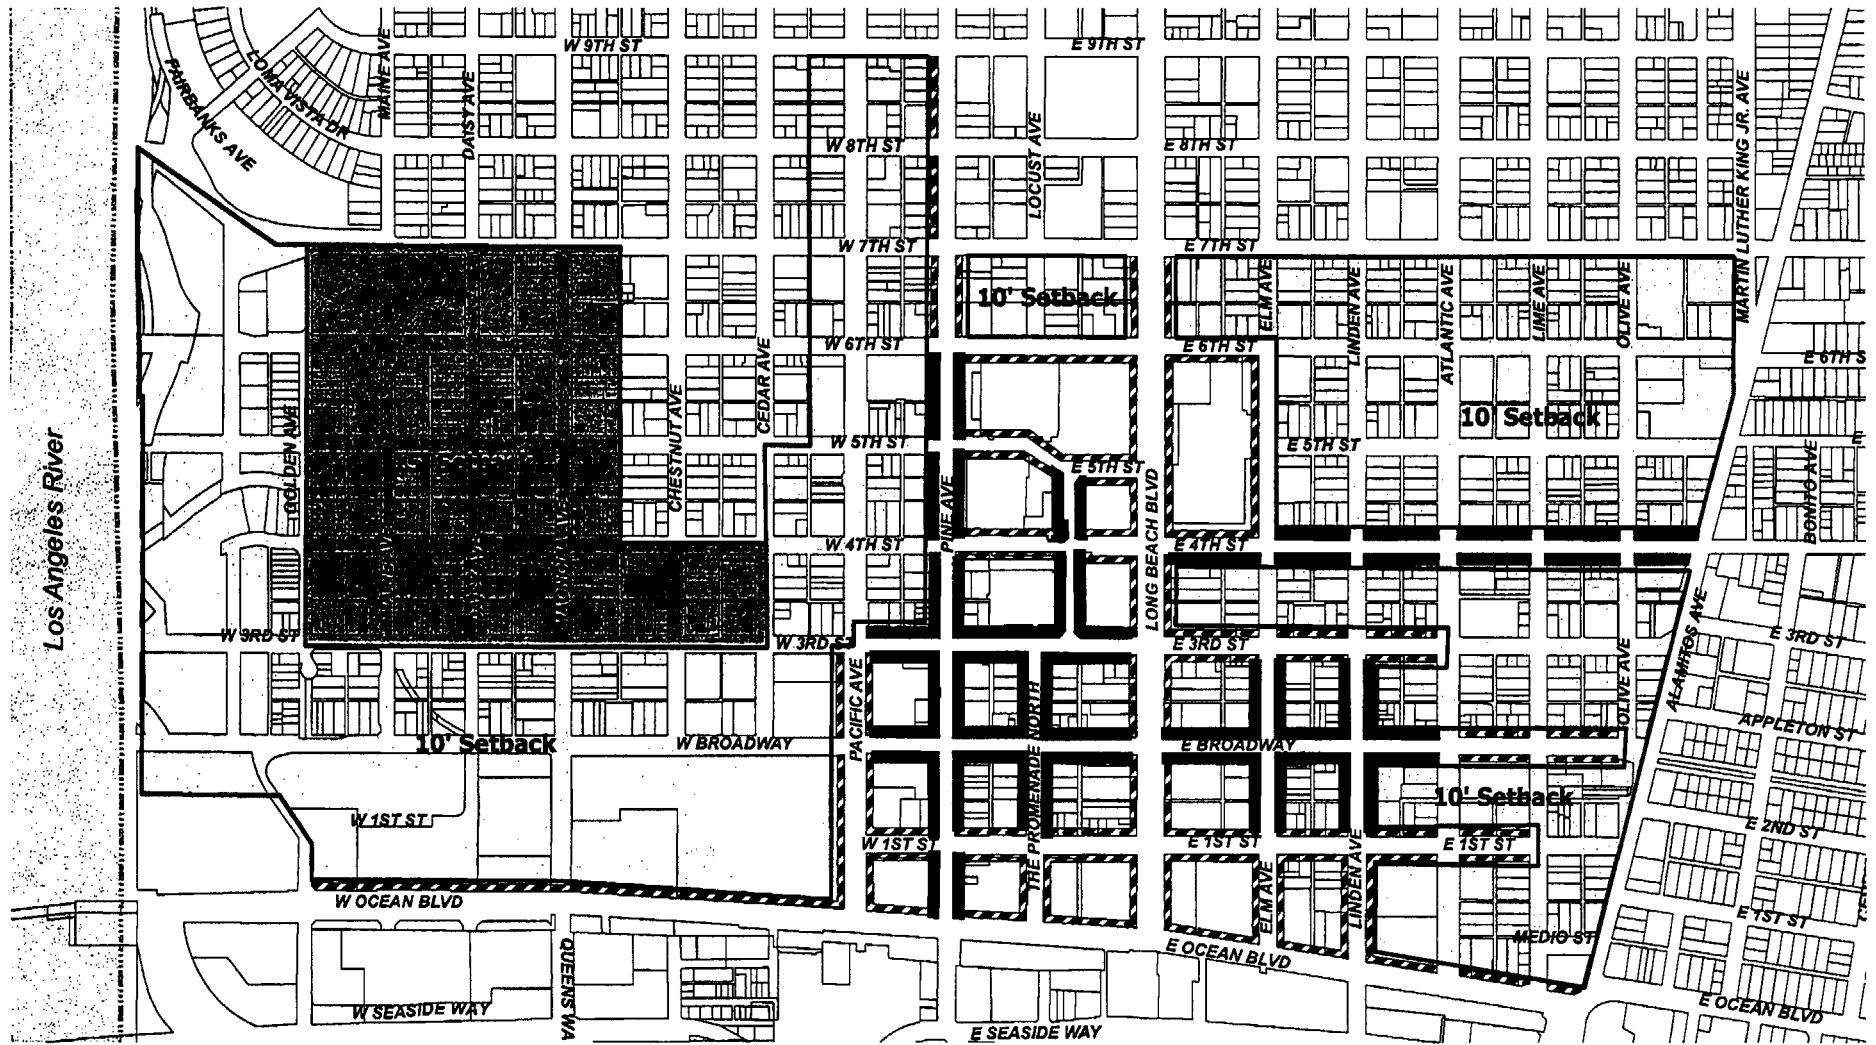 W 9TH ST
E 9TH ST
MAINE AVE
LOMA VISTA DR
FAIRBANKS AVE
DAISY AVE
MARTIN LUTHER KING JR. AVE
W 8TH ST
LOCUST AVE
E 8TH ST
W 7TH ST
E 7TH ST
10' Setback
ELM AVE
LINDEN AVE
ATLANTIC AVE
LIME AVE
OLIVE AVE
W 6TH ST
E 6TH ST
E 6TH S
CEDAR AVE
CHESTNUT AVE
GOLDEN AVE
10' Setback
W 5TH ST
E 5TH ST
E 5TH ST
E
BONITO AVE
Los Angeles River
PINE AVE
LONG BEACH BLVD
W 4TH ST
E 4TH ST
W 3RD ST
W 3RD ST
E 3RD ST
E 3RD ST
ALAMITOS AVE
OLIVE AVE
PACIFIC AVE
THE PROMENADE NORTH
10' Setback
W BROADWAY
E BROADWAY
APPLETON ST
10' Setback
W 1ST ST
W 1ST ST
E 1ST ST
E 1ST ST
E 2ND ST
ELM AVE
LINDEN AVE
W OCEAN BLVD
E OCEAN BLVD
MEDIO ST
E 1ST ST
QUEENS WA
W SEASIDE WAY
E SEASIDE WAY
E OCEAN BLVD